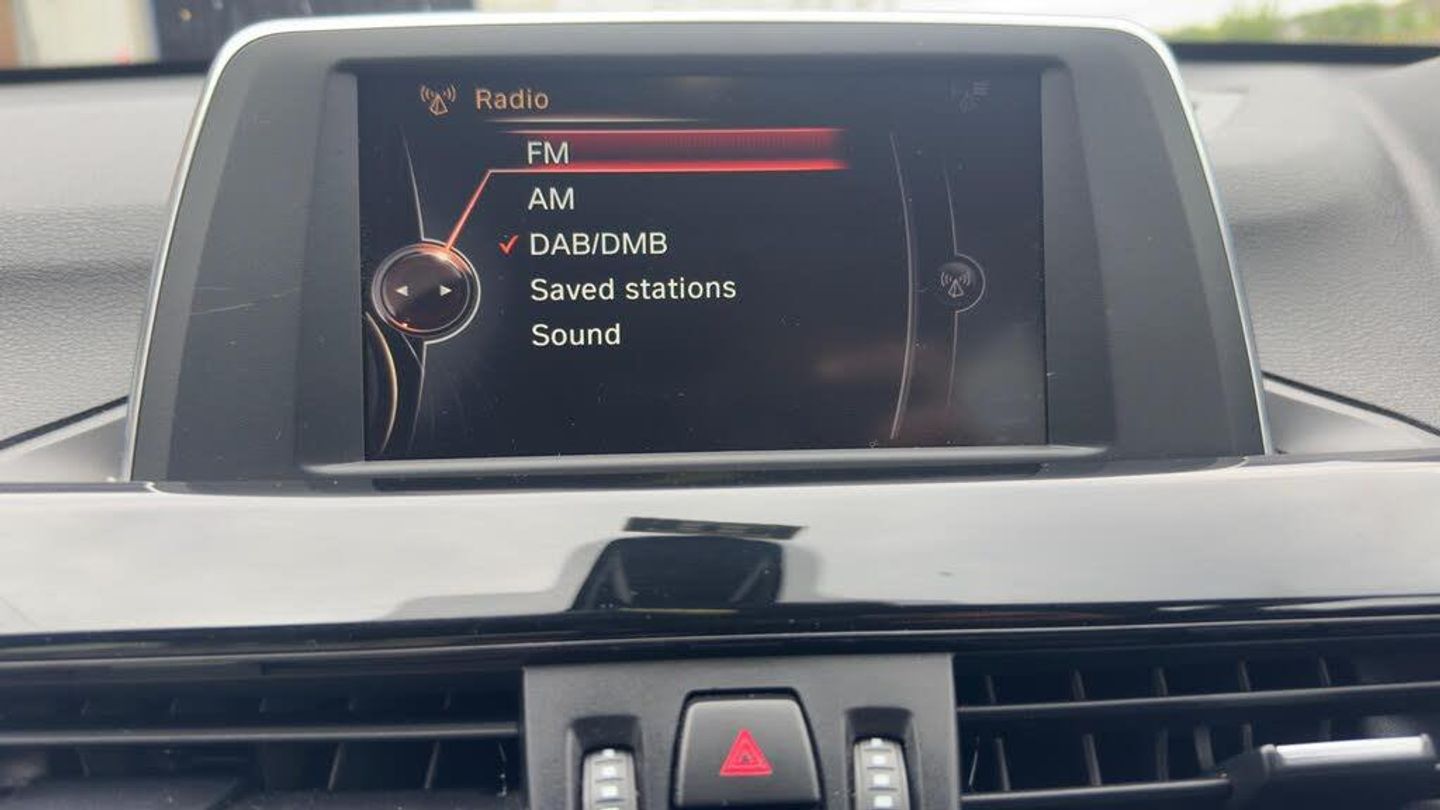 Radio
FM
AM
DAB/DMB
Saved stations
Sound